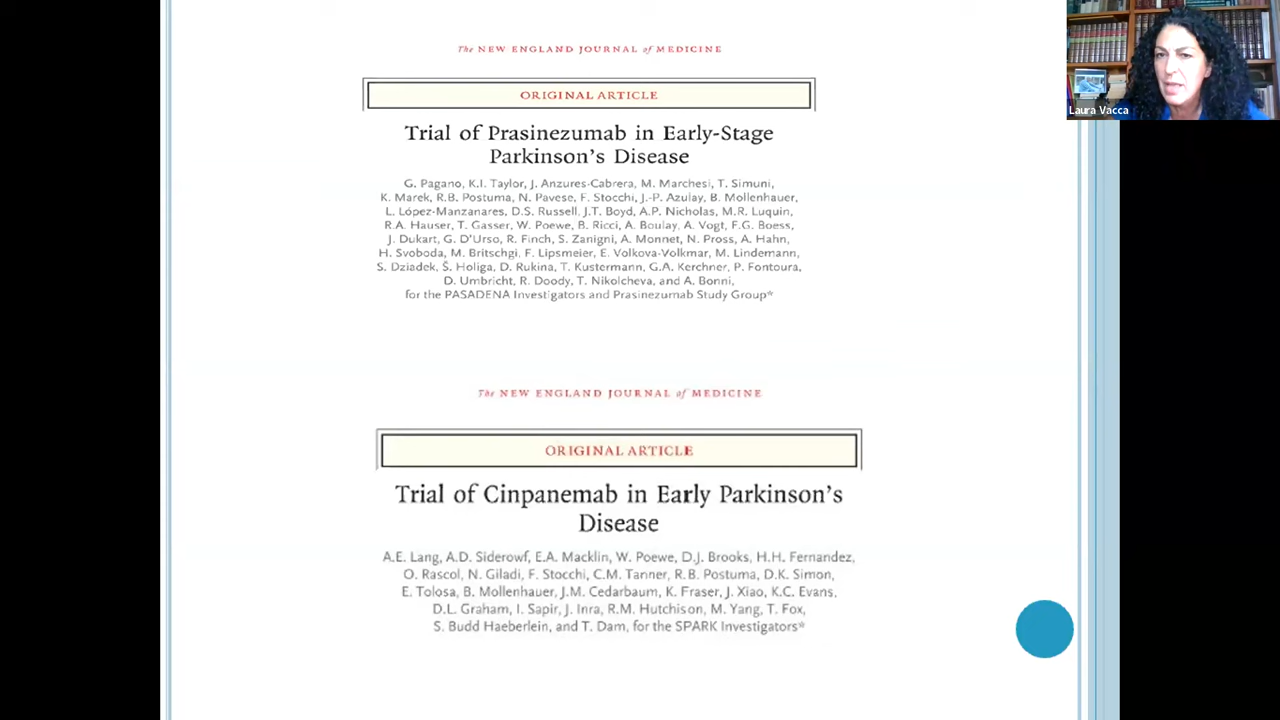 The NEW ENGLAND JOURNAL of MEDICINE
ORIGINAL ARTICLE
Trial of Prasinezumab in Early-Stage
Parkinson's Disease
G. Pagano, K.I. Taylor, J. Anzures-Cabrera, M. Marchesi, T. Simuni,
K. Marek, R.B. Postuma, N. Pavese, F. Stocchi, J.-P. Azulay, B. Mollenhauer,
L. López-Manzanares, D.S. Russell, J.T. Boyd, A.P. Nicholas, M.R. Luquin,
R.A. Hauser, T. Gasser, W. Poewe, B. Ricci, A. Boulay, A. Vogt, F.G. Boess,
J. Dukart, G. D'Urso, R. Finch, S. Zanigni, A. Monnet, N. Pross, A. Hahn,
H. Svoboda, M. Britschgi, F. Lipsmeier, E. Volkova-Volkmar, M. Lindemann,
S. Dziadek, Š. Holiga, D. Rukina, T. Kustermann, G.A. Kerchner, P. Fontoura,
D. Umbricht, R. Doody, T. Nikolcheva, and A. Bonni,
for the PASADENA Investigators and Prasinezumab Study Group*
The NEW ENGLAND JOURNAL of MEDICINE
ORIGINAL ARTICLE
Trial of Cinpanemab in Early Parkinson's
Disease
A.E. Lang, A.D. Siderowf, E.A. Macklin, W. Poewe, D.J. Brooks, H.H. Fernandez,
O. Rascol, N. Giladi, F. Stocchi, C.M. Tanner, R.B. Postuma, D.K. Simon,
E. Tolosa, B. Mollenhauer, J.M. Cedarbaum, K. Fraser, J. Xiao, K.C. Evans,
D.L. Graham, I. Sapir, J. Inra, R.M. Hutchison, M. Yang, T. Fox,
S. Budd Haeberlein, and T. Dam, for the SPARK Investigators*
Laura Vacca